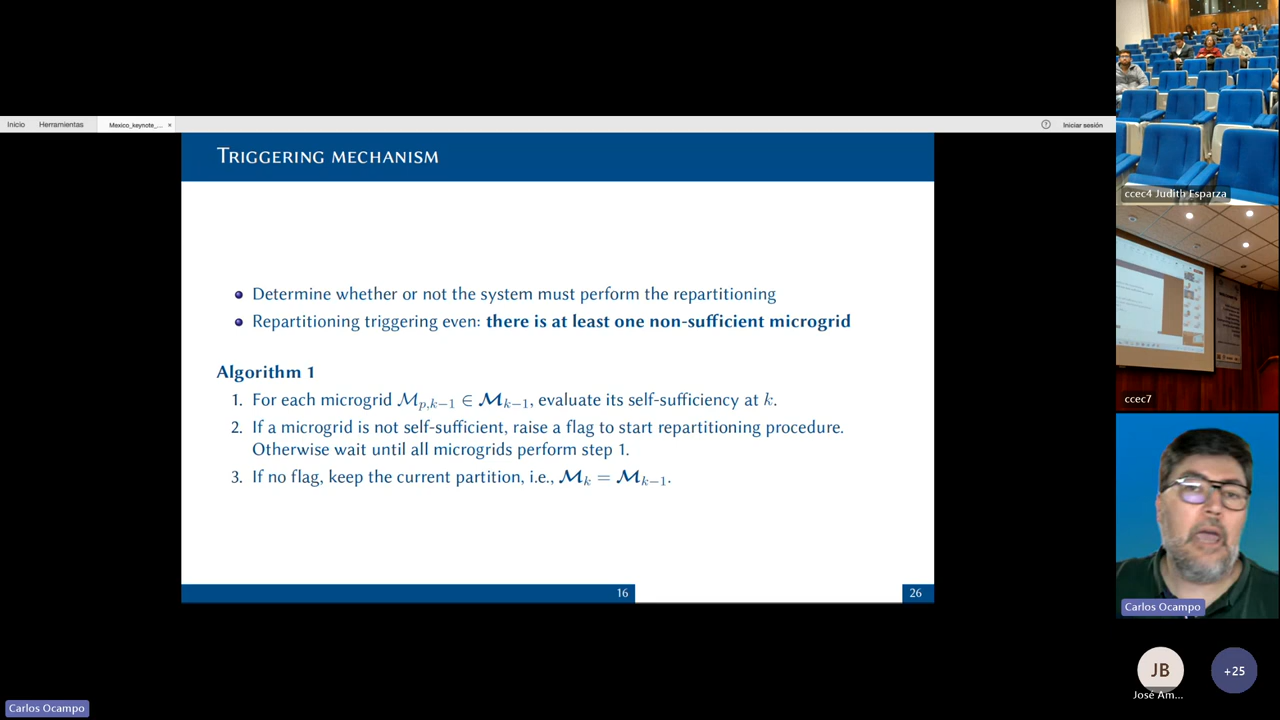 Inicio Herramientas Mexico_keynote_... × ? Iniciar sesión
TRIGGERING MECHANISM
Determine whether or not the system must perform the repartitioning
Repartitioning triggering even: there is at least one non-sufficient microgrid
Algorithm 1
1. For each microgrid 𝓜p,k−1 ∈ 𝓜k−1, evaluate its self-sufficiency at k.
2. If a microgrid is not self-sufficient, raise a flag to start repartitioning procedure.
Otherwise wait until all microgrids perform step 1.
3. If no flag, keep the current partition, i.e., 𝓜k = 𝓜k−1.
16 26
ccec4 Judith Esparza
ccec7
Carlos Ocampo
JB +25
José Am...
Carlos Ocampo